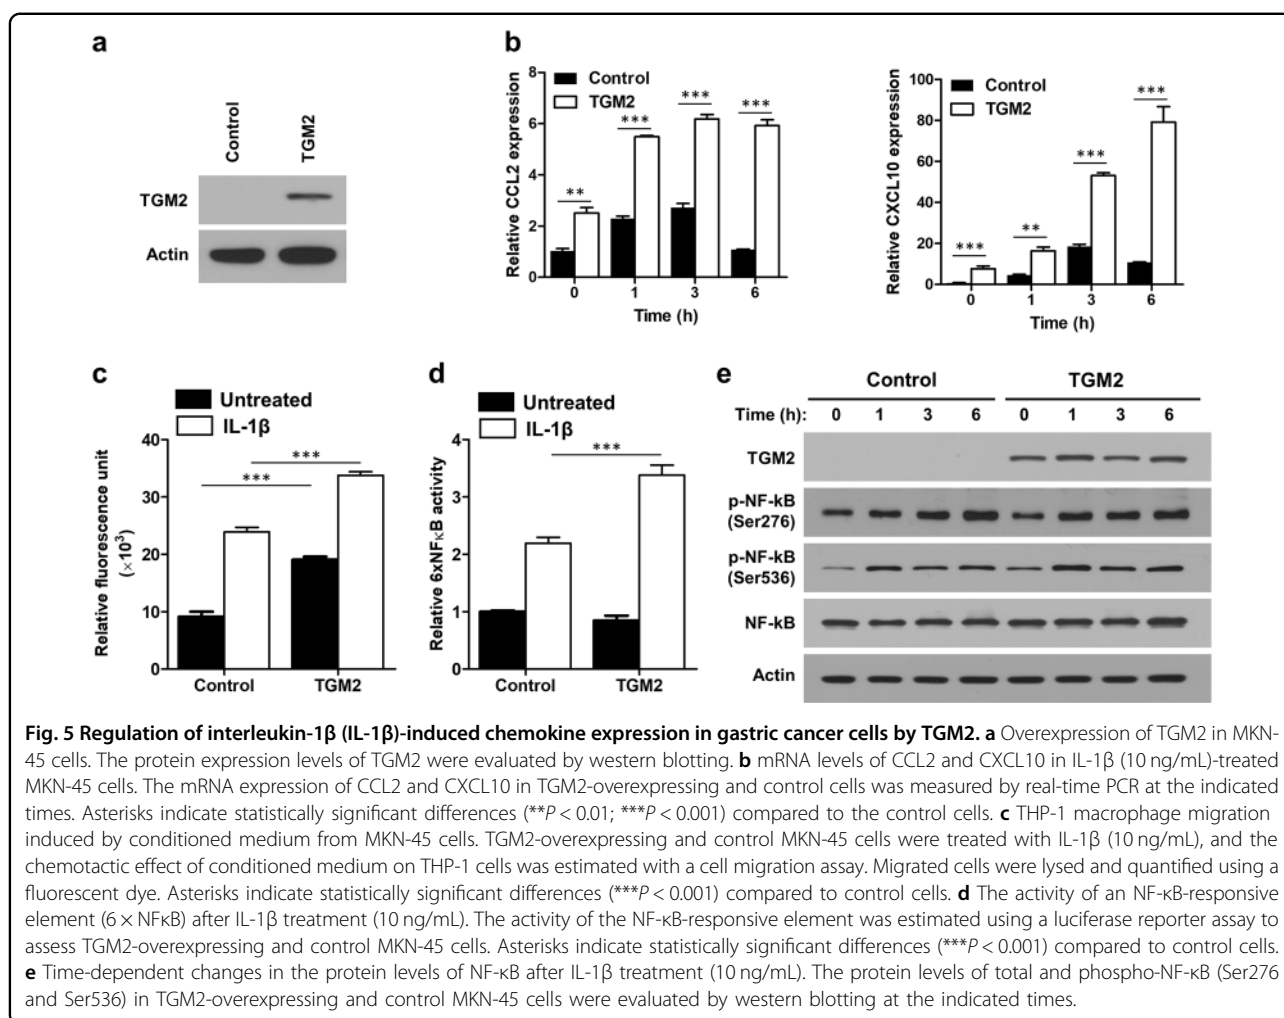 a
Control
TGM2
TGM2
Actin
b
Control
TGM2
Relative CCL2 expression
8
6
4
2
0
**
***
***
***
0 1 3 6
Time (h)
Control
TGM2
Relative CXCL10 expression
100
80
60
40
20
0
***
**
***
***
0 1 3 6
Time (h)
c
Untreated
IL-1β
Relative fluorescence unit
(×10³)
40
30
20
10
0
***
***
Control TGM2
d
Untreated
IL-1β
Relative 6xNFκB activity
4
3
2
1
0
***
Control TGM2
e
Control TGM2
Time (h): 0 1 3 6 0 1 3 6
TGM2
p-NF-kB
(Ser276)
p-NF-kB
(Ser536)
NF-kB
Actin
Fig. 5 Regulation of interleukin-1β (IL-1β)-induced chemokine expression in gastric cancer cells by TGM2. a Overexpression of TGM2 in MKN-
45 cells. The protein expression levels of TGM2 were evaluated by western blotting. b mRNA levels of CCL2 and CXCL10 in IL-1β (10 ng/mL)-treated
MKN-45 cells. The mRNA expression of CCL2 and CXCL10 in TGM2-overexpressing and control cells was measured by real-time PCR at the indicated
times. Asterisks indicate statistically significant differences (**P < 0.01; ***P < 0.001) compared to the control cells. c THP-1 macrophage migration
induced by conditioned medium from MKN-45 cells. TGM2-overexpressing and control MKN-45 cells were treated with IL-1β (10 ng/mL), and the
chemotactic effect of conditioned medium on THP-1 cells was estimated with a cell migration assay. Migrated cells were lysed and quantified using a
fluorescent dye. Asterisks indicate statistically significant differences (***P < 0.001) compared to control cells. d The activity of an NF-κB-responsive
element (6 × NFκB) after IL-1β treatment (10 ng/mL). The activity of the NF-κB-responsive element was estimated using a luciferase reporter assay to
assess TGM2-overexpressing and control MKN-45 cells. Asterisks indicate statistically significant differences (***P < 0.001) compared to control cells.
e Time-dependent changes in the protein levels of NF-κB after IL-1β treatment (10 ng/mL). The protein levels of total and phospho-NF-κB (Ser276
and Ser536) in TGM2-overexpressing and control MKN-45 cells were evaluated by western blotting at the indicated times.